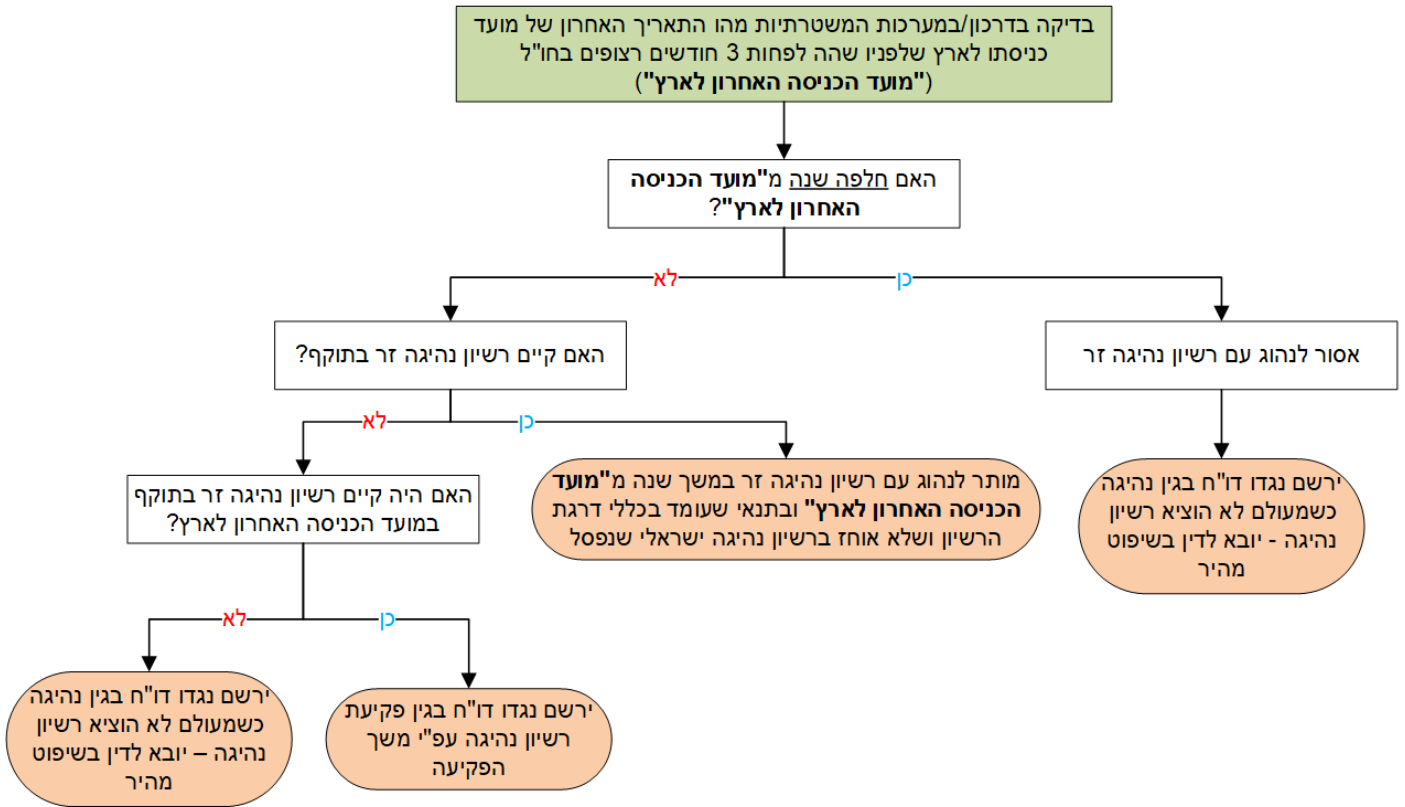 בדיקה בדרכון/במערכות המשטרתיות מהו התאריך האחרון של מועד
כניסתו לארץ שלפניו שהה לפחות 3 חודשים רצופים בחו"ל
("מועד הכניסה האחרון לארץ")
האם חלפה שנה מ"מועד הכניסה
האחרון לארץ"?
כן
לא
אסור לנהוג עם רשיון נהיגה זר
האם קיים רשיון נהיגה זר בתוקף?
כן
לא
ירשם נגדו דו"ח בגין נהיגה
כשמעולם לא הוציא רשיון
נהיגה - יובא לדין בשיפוט
מהיר
מותר לנהוג עם רשיון נהיגה זר במשך שנה מ"מועד
הכניסה האחרון לארץ" ובתנאי שעומד בכללי דרגת
הרשיון ושלא אוחז ברשיון נהיגה ישראלי שנפסל
האם היה קיים רשיון נהיגה זר בתוקף
במועד הכניסה האחרון לארץ?
כן
לא
ירשם נגדו דו"ח בגין פקיעת
רשיון נהיגה עפ"י משך
הפקיעה
ירשם נגדו דו"ח בגין נהיגה
כשמעולם לא הוציא רשיון
נהיגה – יובא לדין בשיפוט
מהיר